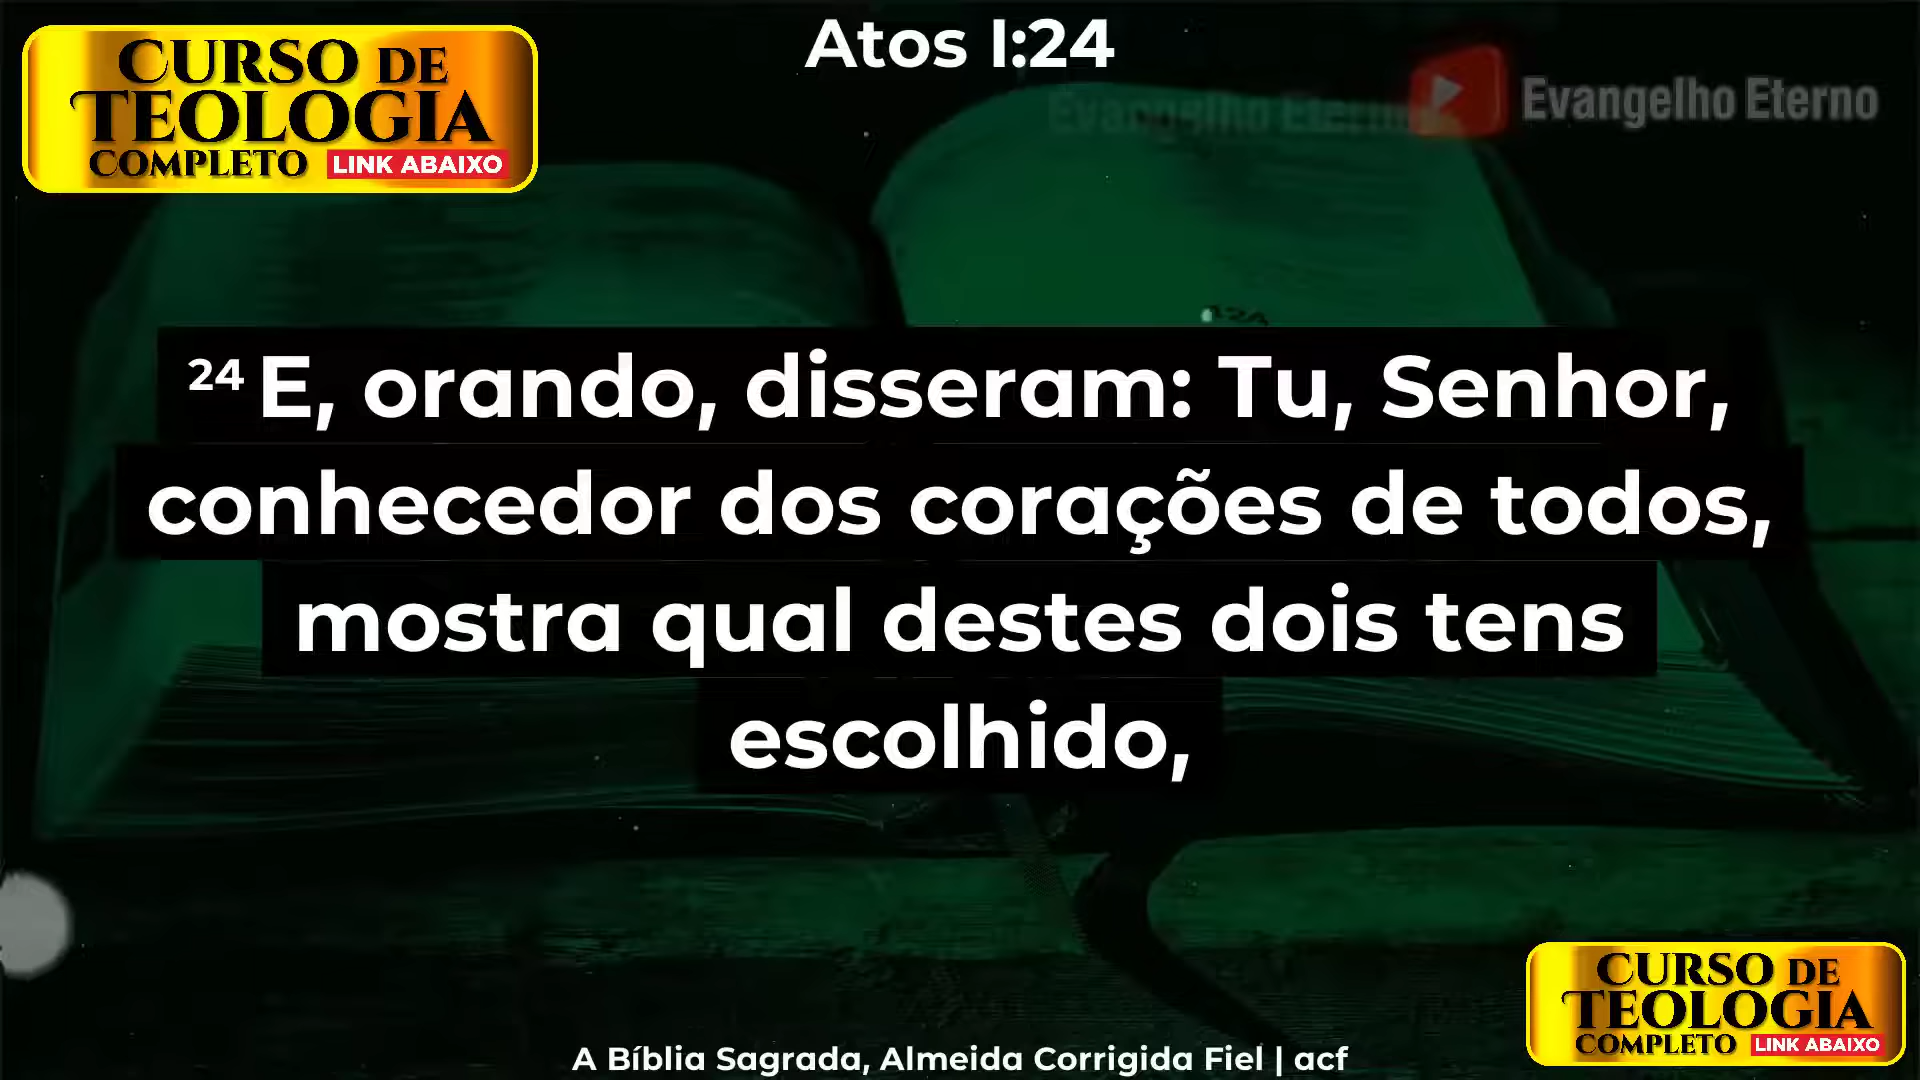 CURSO DE
TEOLOGIA
COMPLETO LINK ABAIXO
Atos I:24
Evangelho Eterno
24 E, orando, disseram: Tu, Senhor,
conhecedor dos corações de todos,
mostra qual destes dois tens
escolhido,
CURSO DE
TEOLOGIA
COMPLETO LINK ABAIXO
A Bíblia Sagrada, Almeida Corrigida Fiel | acf